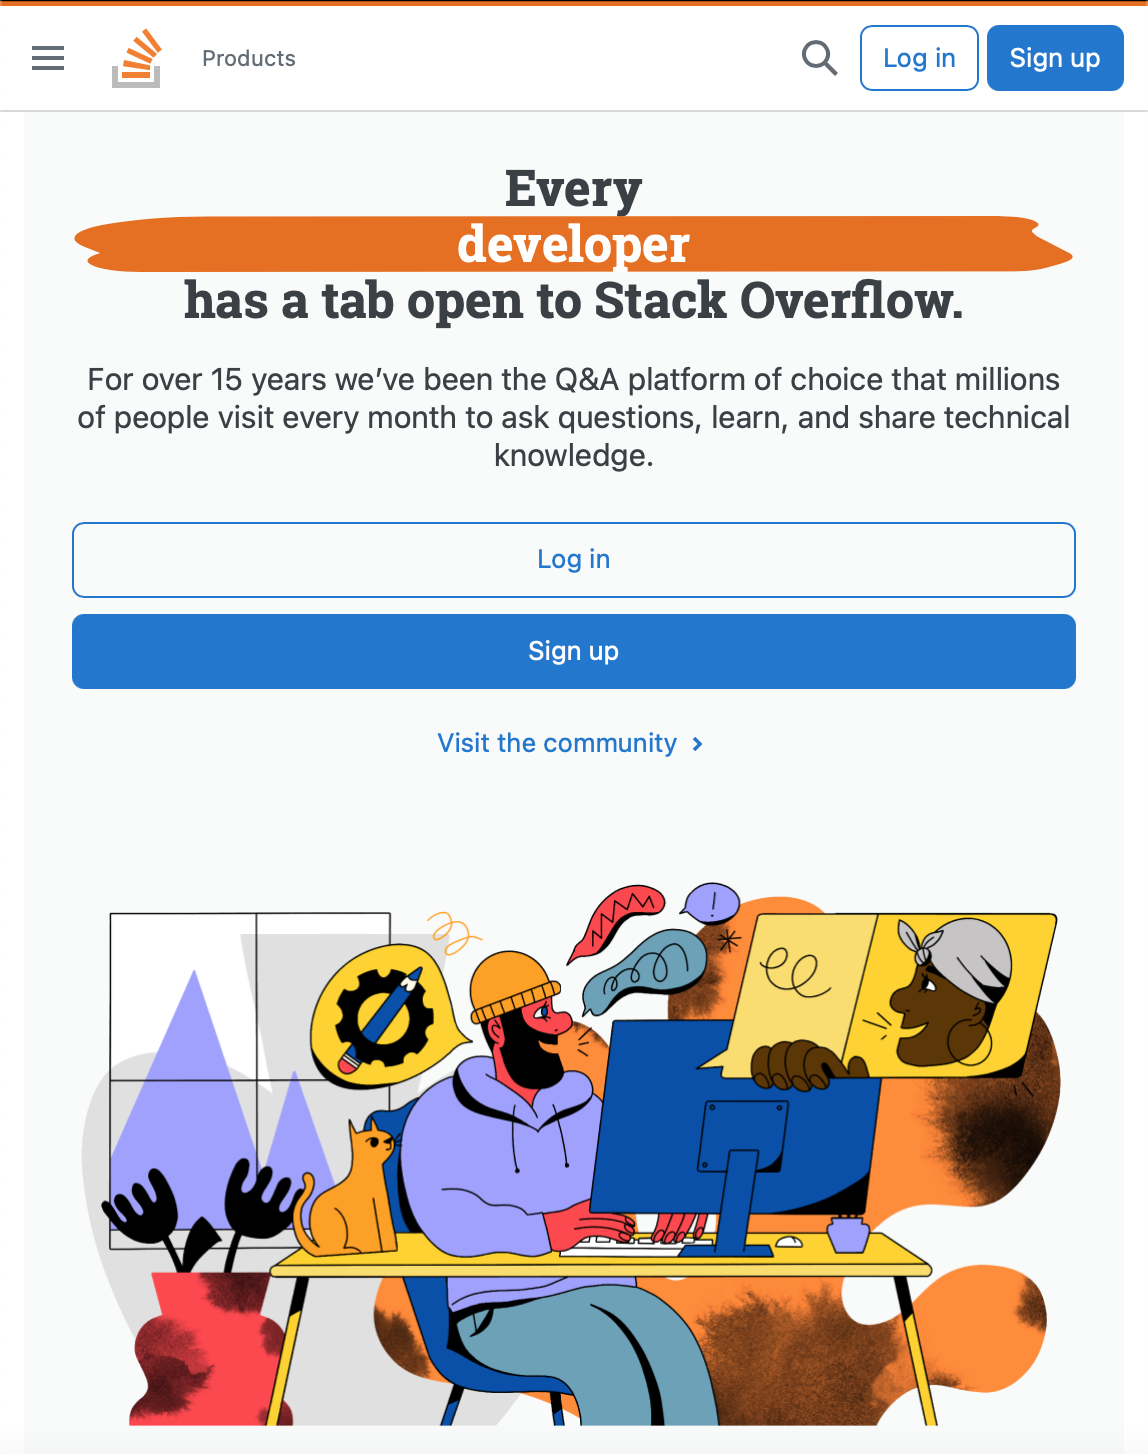 Products
Log in
Sign up
Every
developer
has a tab open to Stack Overflow.
For over 15 years we’ve been the Q&A platform of choice that millions
of people visit every month to ask questions, learn, and share technical
knowledge.
Log in
Sign up
Visit the community
!